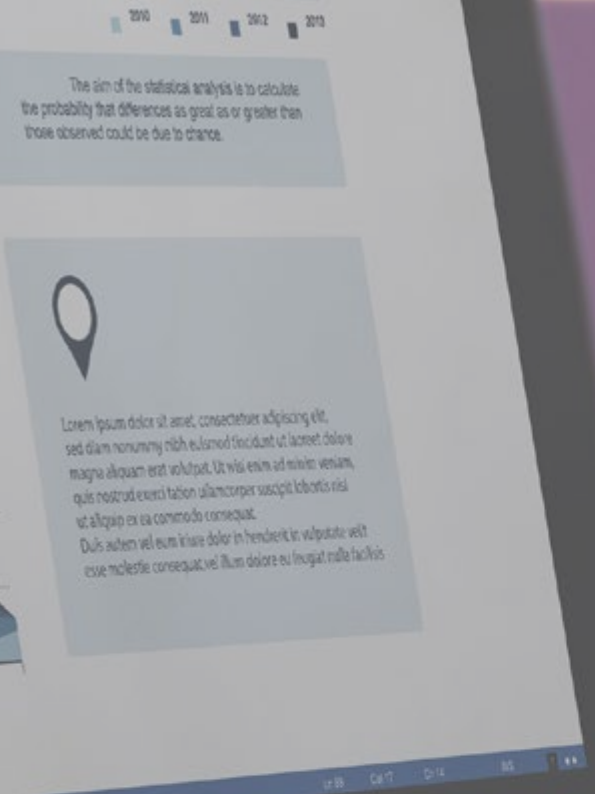 2010 2011 2012 2013
The aim of the statistical analysis is to calculate
the probability that differences as great as or greater then
those observed could be due to chance.
Lorem ipsum dolor sit amet, consectetuer adipiscing elit,
sed diam nonummy nibh euismod tincidunt ut laoreet dolore
magna aliquam erat volutpat. Ut wisi enim ad minim veniam,
quis nostrud exerci tation ullamcorper suscipit lobortis nisl
ut aliquip ex ea commodo consequat.
Duis autem vel eum iriure dolor in hendrerit in vulputate velit
esse molestie consequat, vel illum dolore eu feugiat nulla facilisis
Col 17